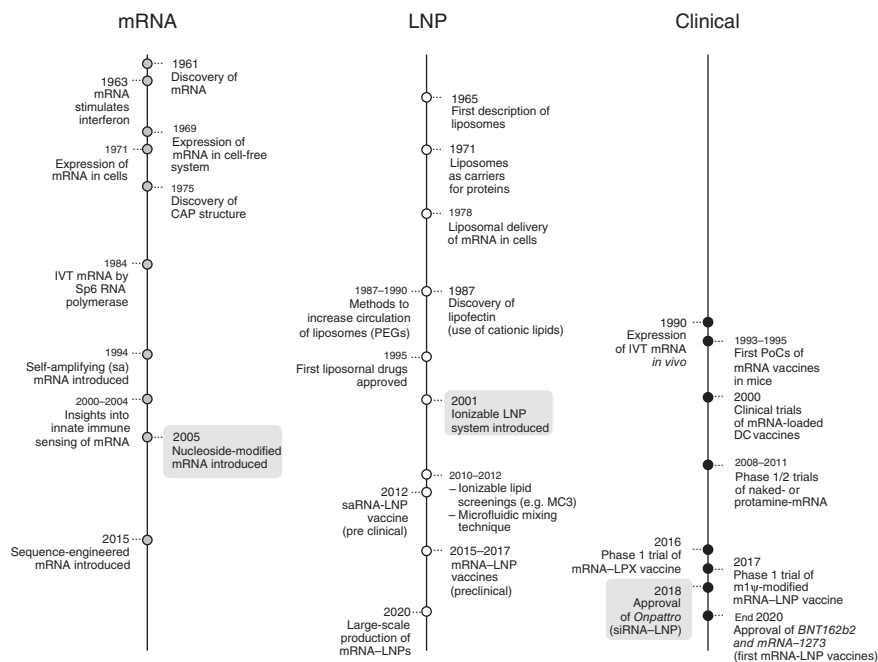 mRNA
1961
Discovery of
mRNA
1963
mRNA
stimulates
interferon
1969
Expression of
mRNA in cell-free
system
1971
Expression of
mRNA in cells
1975
Discovery of
CAP structure
1984
IVT mRNA by
Sp6 RNA
polymerase
1994
Self-amplifying (sa)
mRNA introduced
2000–2004
Insights into
innate immune
sensing of mRNA
2005
Nucleoside-modified
mRNA introduced
2015
Sequence-engineered
mRNA introduced
LNP
1965
First description of
liposomes
1971
Liposomes
as carriers
for proteins
1978
Liposomal delivery
of mRNA in cells
1987–1990
Methods to
increase circulation
of liposomes (PEGs)
1987
Discovery of
lipofectin
(use of cationic lipids)
1995
First liposornal drugs
approved
2001
Ionizable LNP
system introduced
2010–2012
– Ionizable lipid
screenings (e.g. MC3)
– Microfluidic mixing
technique
2012
saRNA-LNP
vaccine
(pre clinical)
2015–2017
mRNA–LNP
vaccines
(preclinical)
2020
Large-scale
production of
mRNA–LNPs
Clinical
1990
Expression
of IVT mRNA
in vivo
1993–1995
First PoCs of
mRNA vaccines
in mice
2000
Clinical trials
of mRNA-loaded
DC vaccines
2008–2011
Phase 1/2 trials
of naked- or
protamine-mRNA
2016
Phase 1 trial of
mRNA–LPX vaccine
2017
Phase 1 trial of
m1ψ-modified
mRNA–LNP vaccine
2018
Approval
of Onpattro
(siRNA–LNP)
End 2020
Approval of BNT162b2
and mRNA–1273
(first mRNA-LNP vaccines)